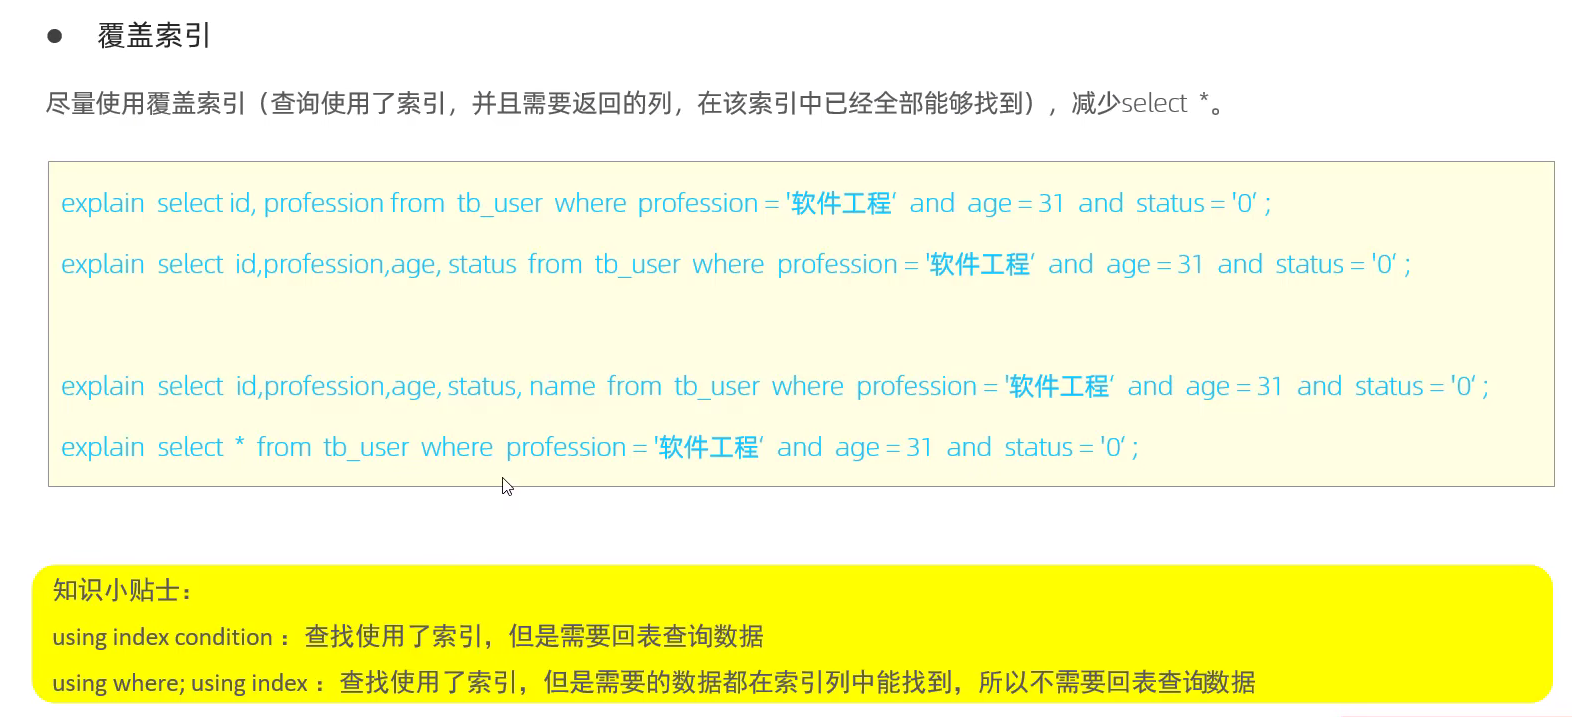 ● 覆盖索引
尽量使用覆盖索引（查询使用了索引，并且需要返回的列，在该索引中已经全部能够找到），减少select *。
explain select id, profession from tb_user where profession = '软件工程‘ and age = 31 and status = '0‘ ;
explain select id,profession,age, status from tb_user where profession = '软件工程‘ and age = 31 and status = '0‘ ;
explain select id,profession,age, status, name from tb_user where profession = '软件工程‘ and age = 31 and status = '0‘ ;
explain select * from tb_user where profession = '软件工程‘ and age = 31 and status = '0‘ ;
知识小贴士：
using index condition ：查找使用了索引，但是需要回表查询数据
using where; using index ：查找使用了索引，但是需要的数据都在索引列中能找到，所以不需要回表查询数据